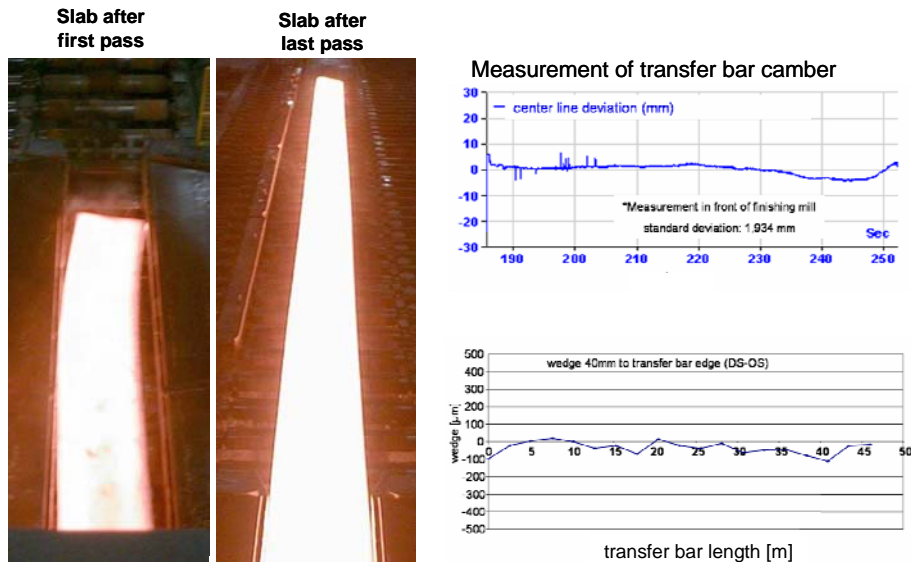 Slab after
first pass
Slab after
last pass
Measurement of transfer bar camber
30
20
10
0
-10
-20
-30
center line deviation (mm)
*Measurement in front of finishing mill
standard deviation: 1,934 mm
Sec
190 200 210 220 230 240 250
wedge 40mm to transfer bar edge (DS-OS)
wedge [µm]
500
400
300
200
100
0
-100
-200
-300
-400
-500
0 5 10 15 20 25 30 35 40 45 50
transfer bar length [m]